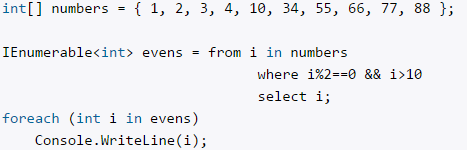 int[] numbers = { 1, 2, 3, 4, 10, 34, 55, 66, 77, 88 };
IEnumerable<int> evens = from i in numbers
where i%2==0 && i>10
select i;
foreach (int i in evens)
Console.WriteLine(i);